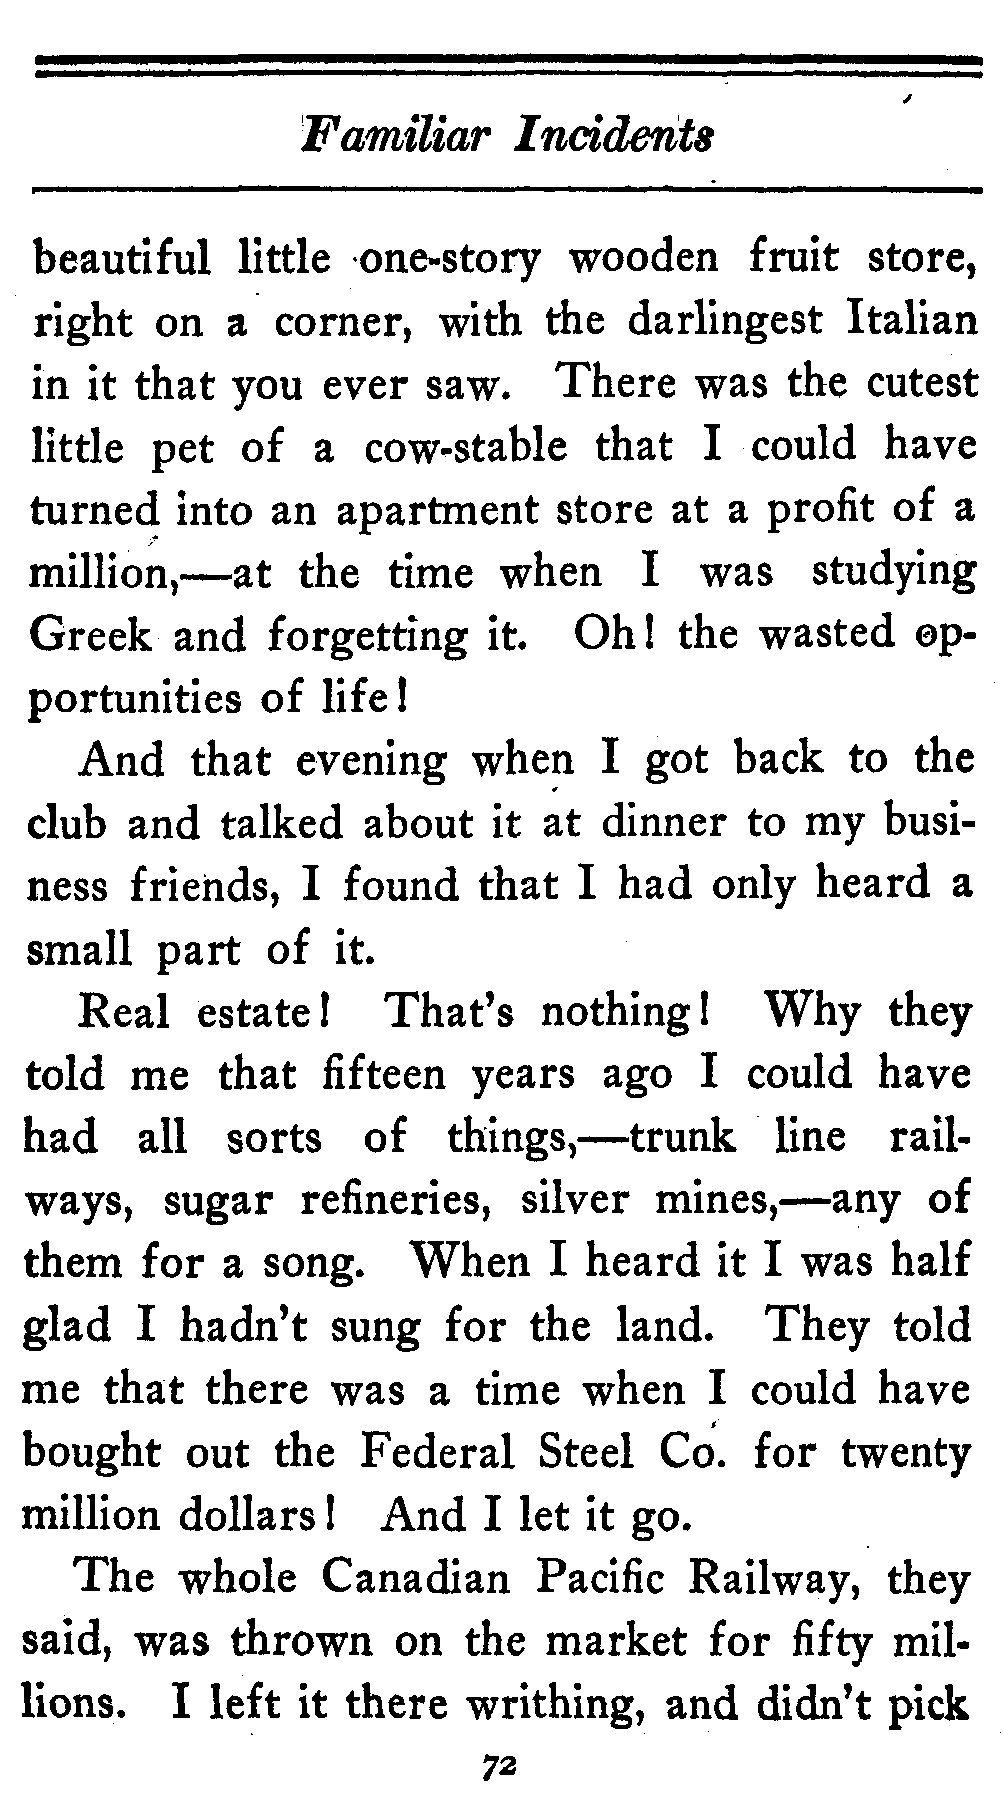 Familiar Incidents
beautiful little one-story wooden fruit store,
right on a corner, with the darlingest Italian
in it that you ever saw. There was the cutest
little pet of a cow-stable that I could have
turned into an apartment store at a profit of a
million,—at the time when I was studying
Greek and forgetting it. Oh! the wasted op-
portunities of life!
And that evening when I got back to the
club and talked about it at dinner to my busi-
ness friends, I found that I had only heard a
small part of it.
Real estate! That's nothing! Why they
told me that fifteen years ago I could have
had all sorts of things,—trunk line rail-
ways, sugar refineries, silver mines,—any of
them for a song. When I heard it I was half
glad I hadn't sung for the land. They told
me that there was a time when I could have
bought out the Federal Steel Co. for twenty
million dollars! And I let it go.
The whole Canadian Pacific Railway, they
said, was thrown on the market for fifty mil-
lions. I left it there writhing, and didn't pick
72